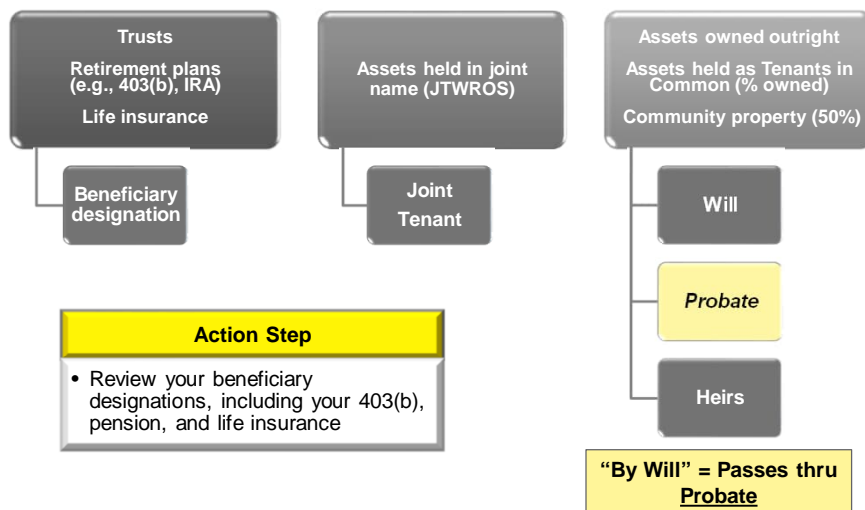 Trusts
Retirement plans
(e.g., 403(b), IRA)
Life insurance
Beneficiary
designation
Assets held in joint
name (JTWROS)
Joint
Tenant
Assets owned outright
Assets held as Tenants in
Common (% owned)
Community property (50%)
Will
Probate
Heirs
"By Will" = Passes thru
Probate
Action Step
• Review your beneficiary
designations, including your 403(b),
pension, and life insurance